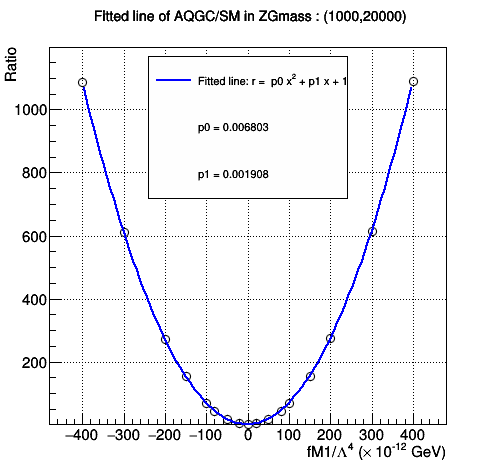 FItted line of AQGC/SM in ZGmass : (1000,20000)
Ratio
Fitted line: r = p0 x² + p1 x + 1
p0 = 0.006803
p1 = 0.001908
1000
800
600
400
200
−400 −300 −200 −100 0 100 200 300 400
fM1/Λ⁴ (× 10⁻¹² GeV)